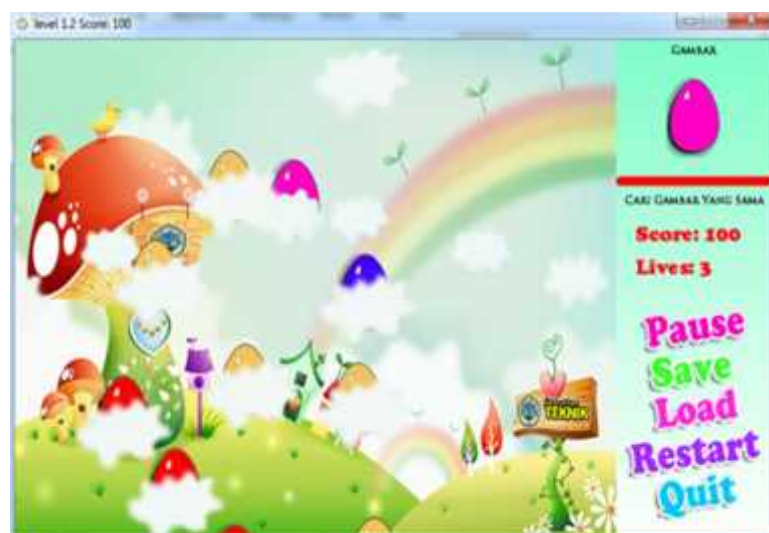 level 1.2 Score: 100
GAMBAR
CARI GAMBAR YANG SAMA
Score: 100
Lives: 3
Pause
Save
Load
Restart
Quit
TEKNIK